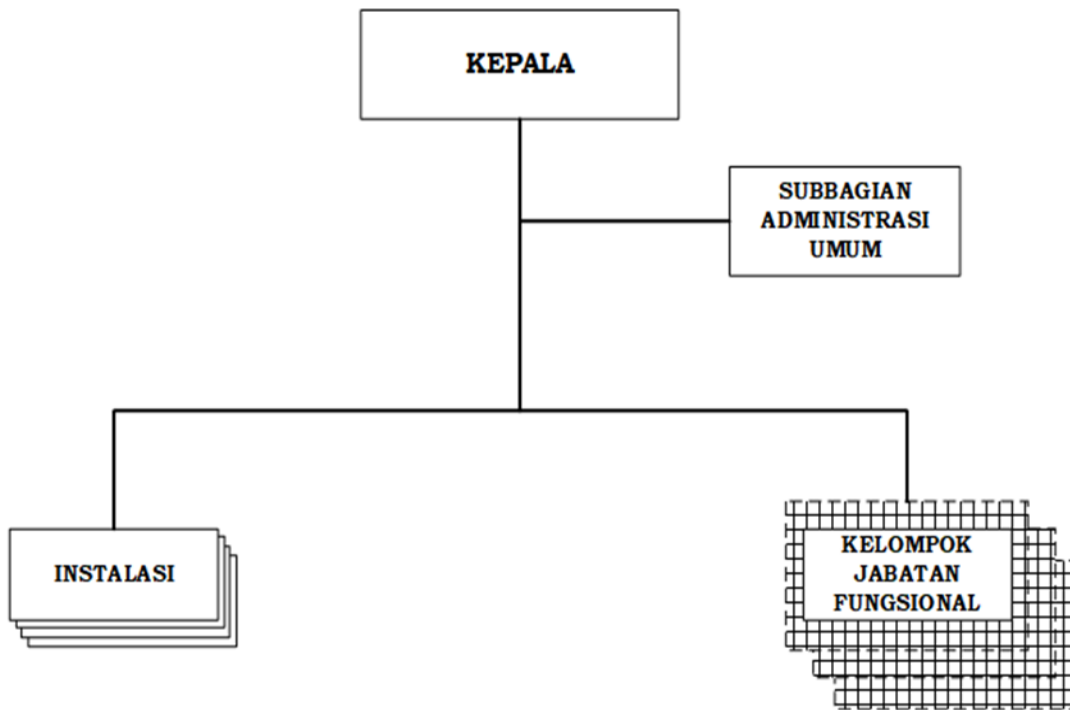 KEPALA
SUBBAGIAN
ADMINISTRASI
UMUM
INSTALASI
KELOMPOK
JABATAN
FUNGSIONAL